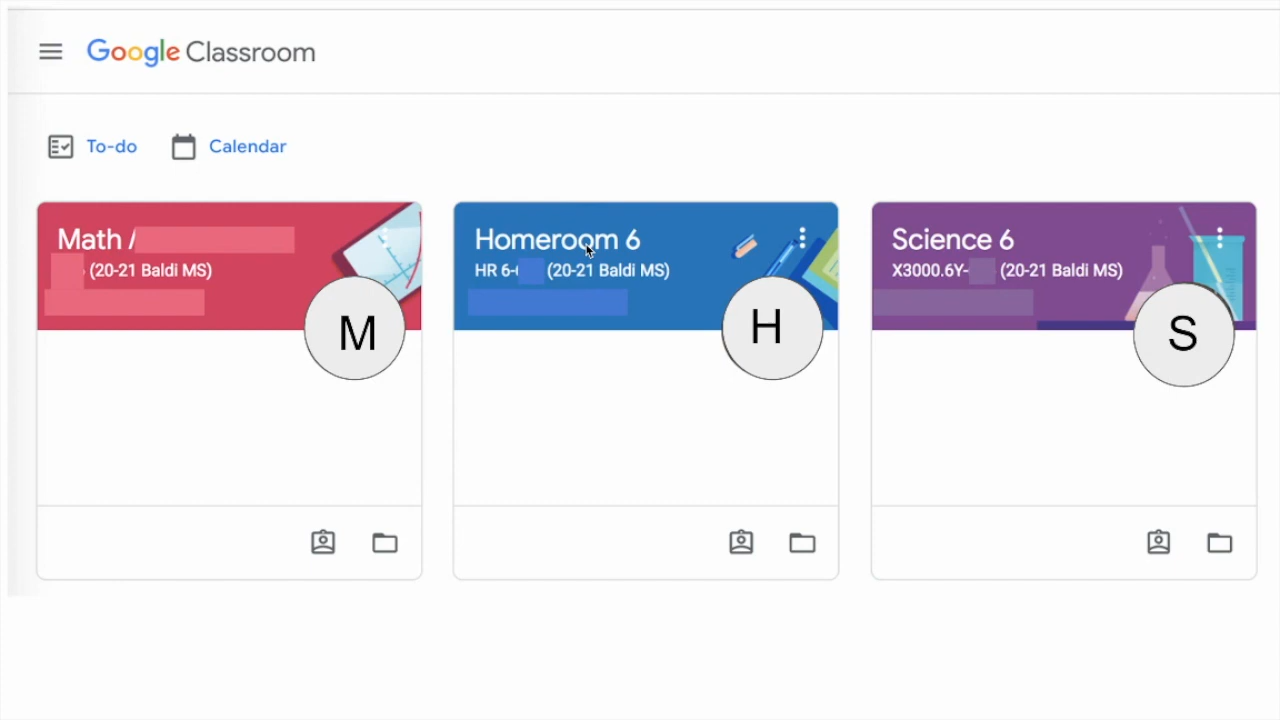 Google Classroom
To-do Calendar
Math
(20-21 Baldi MS)
M
Homeroom 6
HR 6- (20-21 Baldi MS)
H
Science 6
X3000.6Y- (20-21 Baldi MS)
S